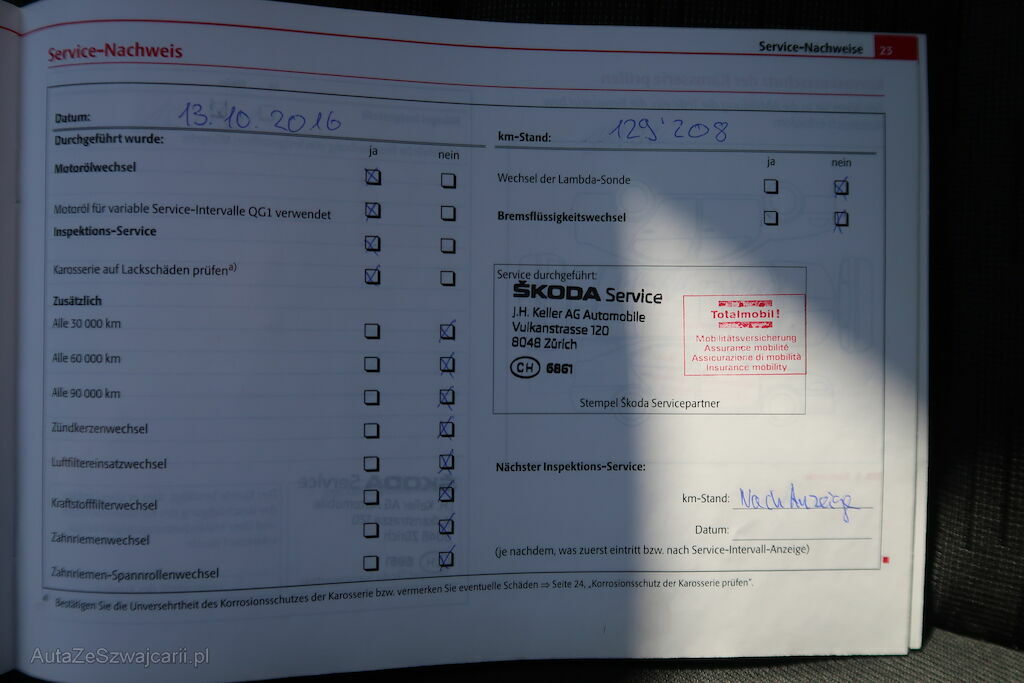 Service-Nachweis
Service-Nachweise 23
Datum: 13.10.2016
Durchgeführt wurde:
ja nein
Motorölwechsel
Motoröl für variable Service-Intervalle QG1 verwendet
Inspektions-Service
Karosserie auf Lackschäden prüfen a)
Zusätzlich
Alle 30 000 km
Alle 60 000 km
Alle 90 000 km
Zündkerzenwechsel
Luftfiltereinsatzwechsel
Kraftstofffilterwechsel
Zahnriemenwechsel
Zahnriemen-Spannrollenwechsel
km-Stand: 129'208
ja nein
Wechsel der Lambda-Sonde
Bremsflüssigkeitswechsel
Service durchgeführt:
ŠKODA Service
J.H. Keller AG Automobile
Vulkanstrasse 120
8048 Zürich
CH 6861
Totalmobil!
Mobilitätsversicherung
Assurance mobilité
Assicurazione di mobilità
Insurance mobility
Stempel Škoda Servicepartner
Nächster Inspektions-Service:
km-Stand: Nach Anzeige
Datum:
(je nachdem, was zuerst eintritt bzw. nach Service-Intervall-Anzeige)
a) Bestätigen Sie die Unversehrtheit des Korrosionsschutzes der Karosserie bzw. vermerken Sie eventuelle Schäden ⇒ Seite 24, „Korrosionsschutz der Karosserie prüfen".
AutaZeSzwajcarii.pl